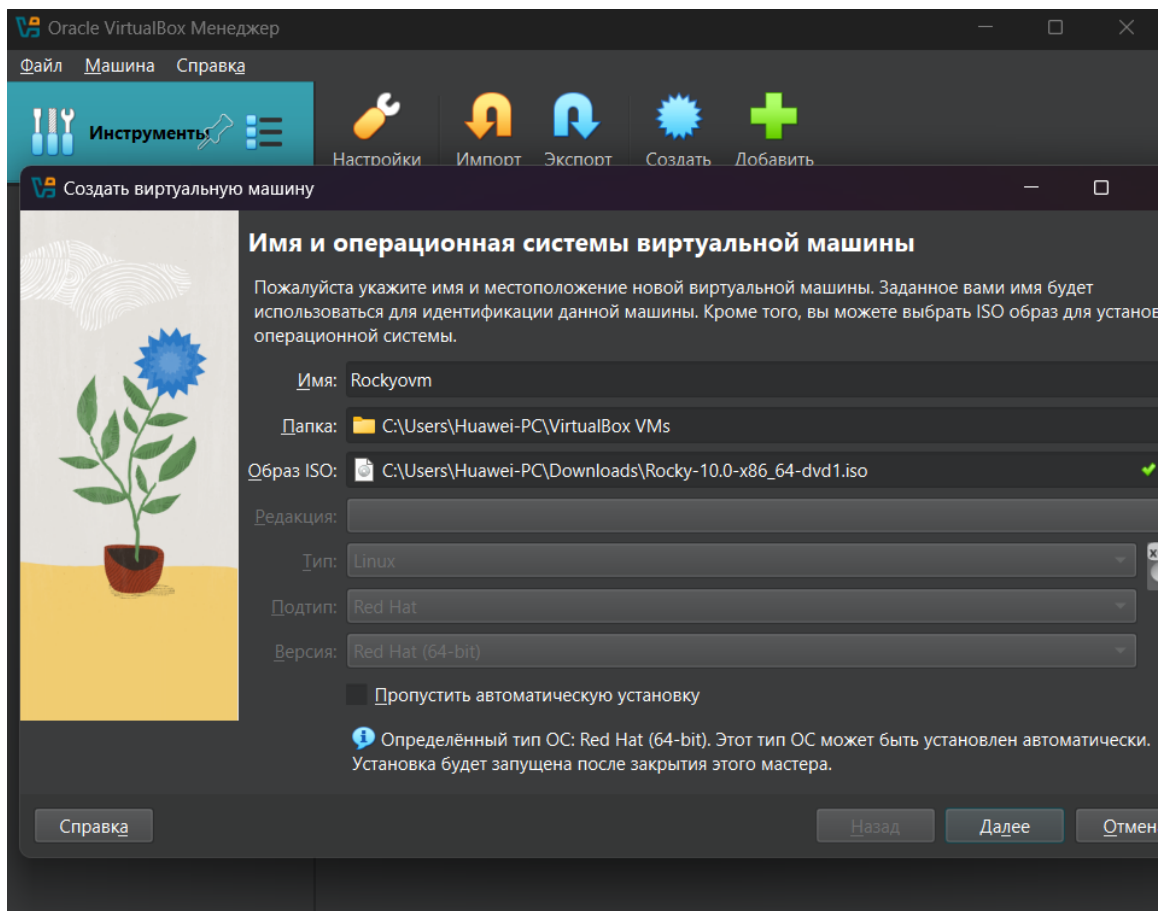 Oracle VirtualBox Менеджер
Файл Машина Справка
Инструменты
Настройки Импорт Экспорт Создать Добавить
Создать виртуальную машину
Имя и операционная системы виртуальной машины
Пожалуйста укажите имя и местоположение новой виртуальной машины. Заданное вами имя будет
использоваться для идентификации данной машины. Кроме того, вы можете выбрать ISO образ для установ
операционной системы.
Имя: Rockyovm
Папка: C:\Users\Huawei-PC\VirtualBox VMs
Образ ISO: C:\Users\Huawei-PC\Downloads\Rocky-10.0-x86_64-dvd1.iso
Редакция:
Тип: Linux
Подтип: Red Hat
Версия: Red Hat (64-bit)
Пропустить автоматическую установку
Определённый тип ОС: Red Hat (64-bit). Этот тип ОС может быть установлен автоматически.
Установка будет запущена после закрытия этого мастера.
Справка Назад Далее Отмен